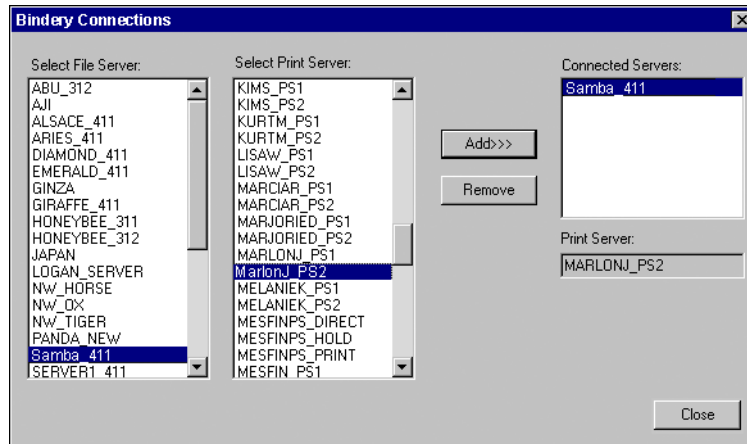 Bindery Connections
Select File Server:
ABU_312
AJI
ALSACE_411
ARIES_411
DIAMOND_411
EMERALD_411
GINZA
GIRAFFE_411
HONEYBEE_311
HONEYBEE_312
JAPAN
LOGAN_SERVER
NW_HORSE
NW_OX
NW_TIGER
PANDA_NEW
Samba_411
SERVER1_411
Select Print Server:
KIMS_PS1
KIMS_PS2
KURTM_PS1
KURTM_PS2
LISAW_PS1
LISAW_PS2
MARCIAR_PS1
MARCIAR_PS2
MARJORIED_PS1
MARJORIED_PS2
MARLONJ_PS1
MarlonJ_PS2
MELANIEK_PS1
MELANIEK_PS2
MESFINPS_DIRECT
MESFINPS_HOLD
MESFINPS_PRINT
MESFIN_PS1
Add>>>
Remove
Connected Servers:
Samba_411
Print Server:
MARLONJ_PS2
Close